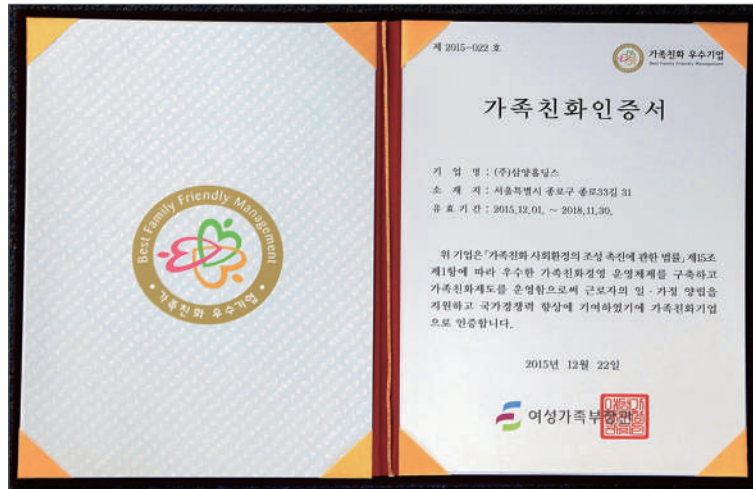 Best Family Friendly Management
가족친화 우수기업
제 2015-022 호
가족친화 우수기업
Best Family Friendly Management
가족친화인증서
기 업 명 : (주)삼양홀딩스
소 재 지 : 서울특별시 종로구 종로33길 31
유 효 기 간 : 2015.12.01. ~ 2018.11.30.
위 기업은「가족친화 사회환경의 조성 촉진에 관한 법률」제15조
제1항에 따라 우수한 가족친화경영 운영체제를 구축하고
가족친화제도를 운영함으로써 근로자의 일 · 가정 양립을
지원하고 국가경쟁력 향상에 기여하였기에 가족친화기업
으로 인증합니다.
2015년 12월 22일
여성가족부장관